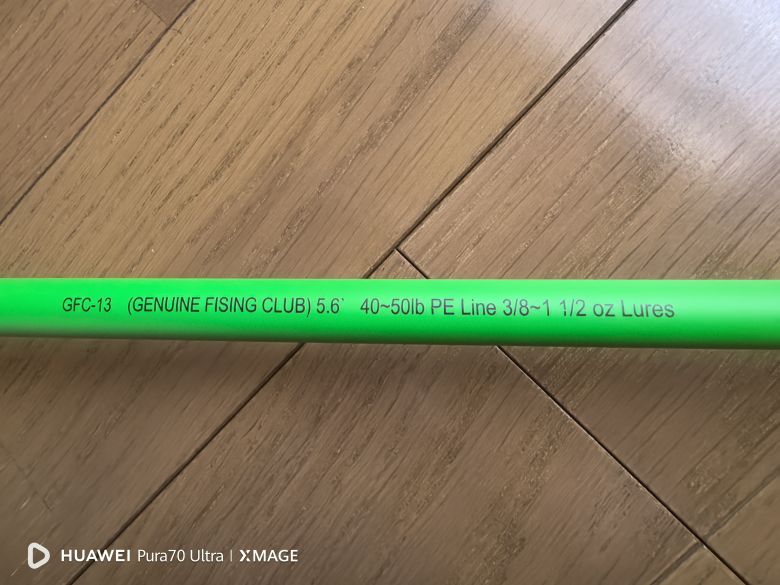 GFC-13 (GENUINE FISING CLUB) 5.6' 40~50lb PE Line 3/8~1 1/2 oz Lures
HUAWEI Pura70 Ultra | XMAGE